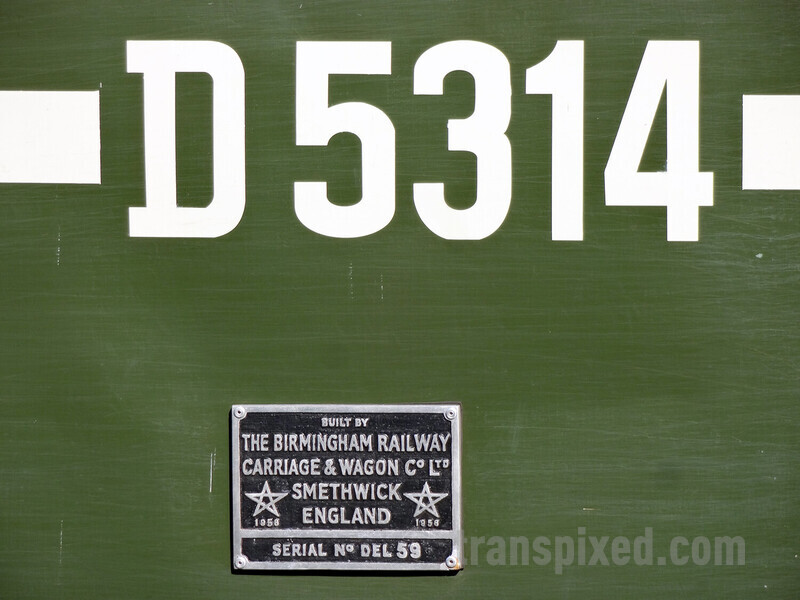 D5314
BUILT BY
THE BIRMINGHAM RAILWAY
CARRIAGE & WAGON Co LTD
SMETHWICK
1958 1958
ENGLAND
SERIAL No DEL 59
transpixed.com